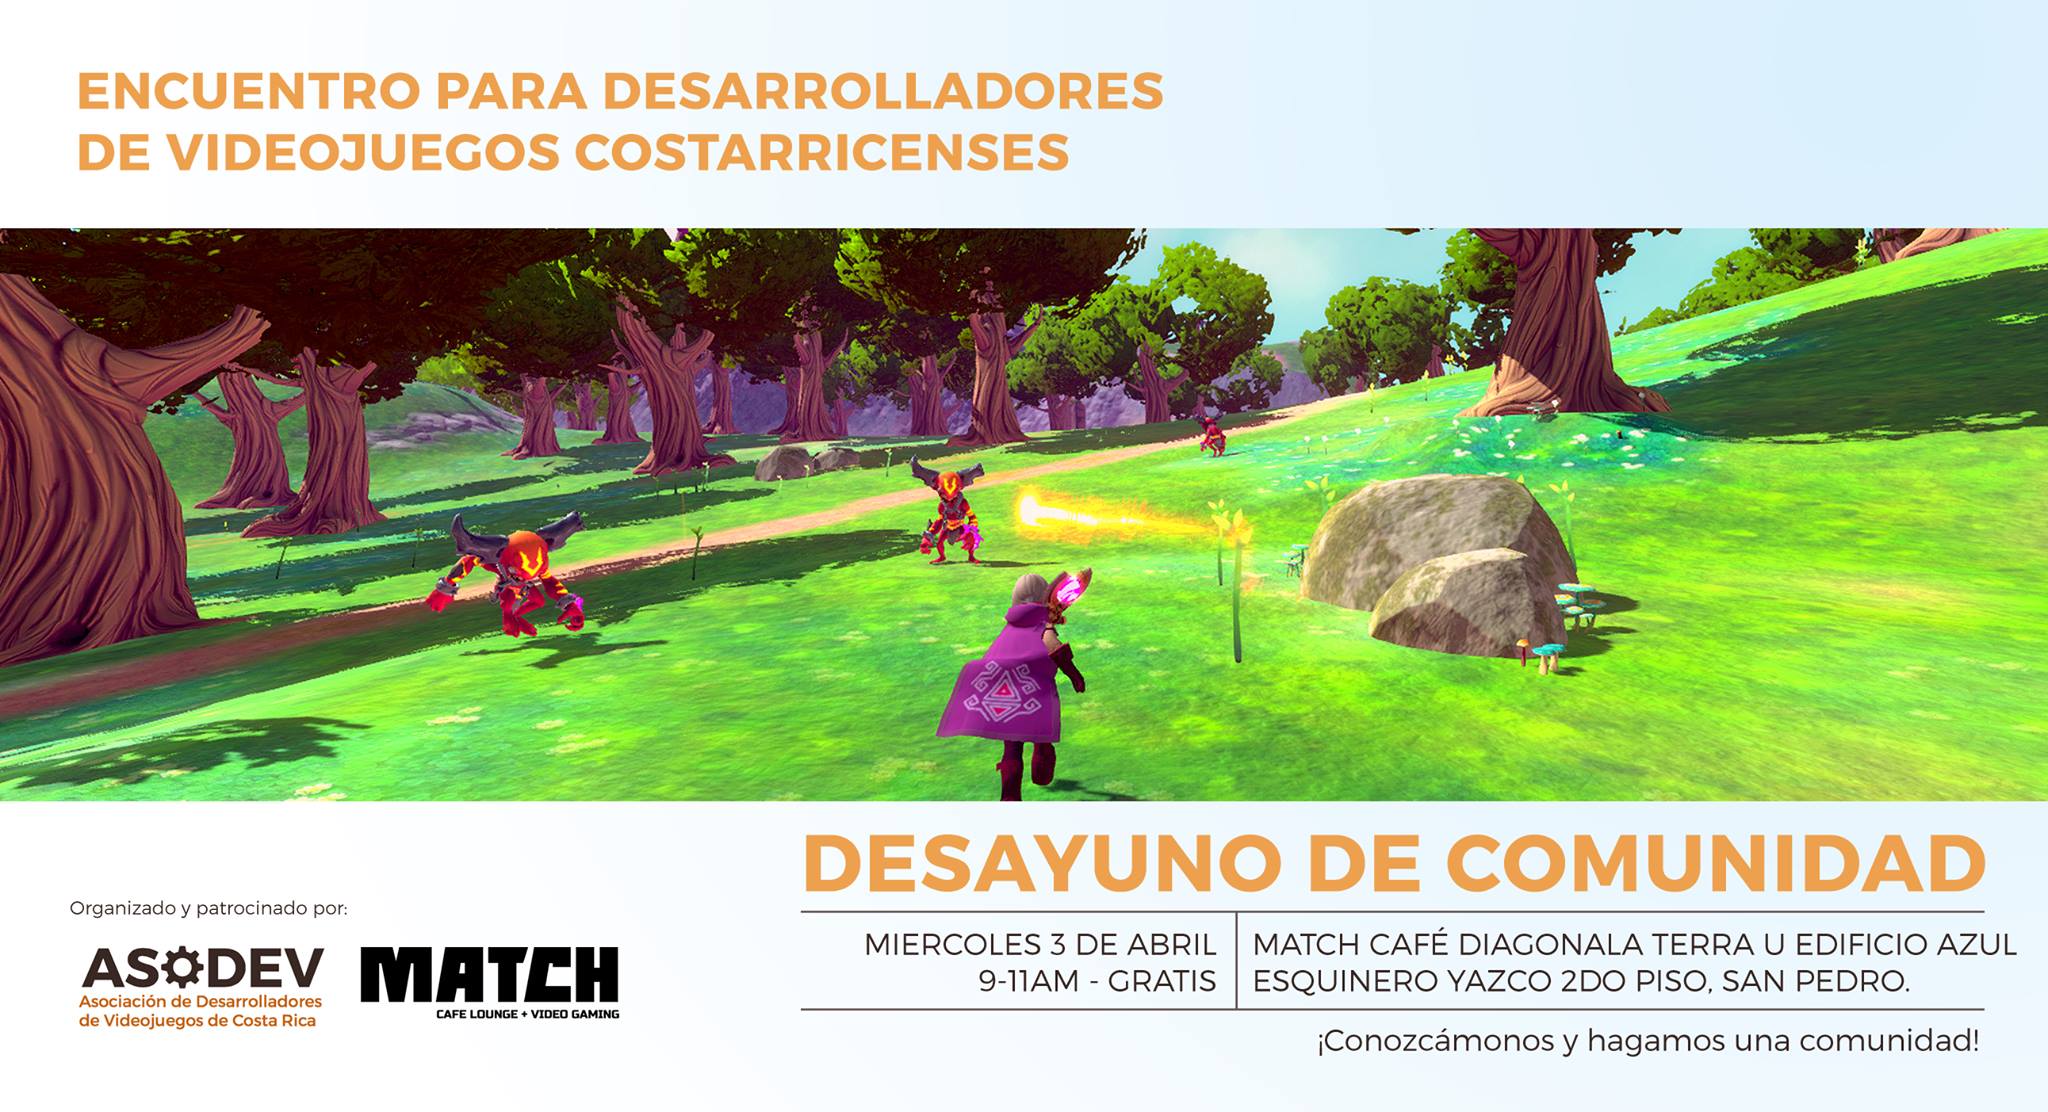 ENCUENTRO PARA DESARROLLADORES
DE VIDEOJUEGOS COSTARRICENSES
DESAYUNO DE COMUNIDAD
MIERCOLES 3 DE ABRIL
9-11AM - GRATIS
MATCH CAFÉ DIAGONALA TERRA U EDIFICIO AZUL
ESQUINERO YAZCO 2DO PISO, SAN PEDRO.
¡Conozcámonos y hagamos una comunidad!
Organizado y patrocinado por:
ASODEV
Asociación de Desarrolladores
de Videojuegos de Costa Rica
MATCH
CAFE LOUNGE + VIDEO GAMING